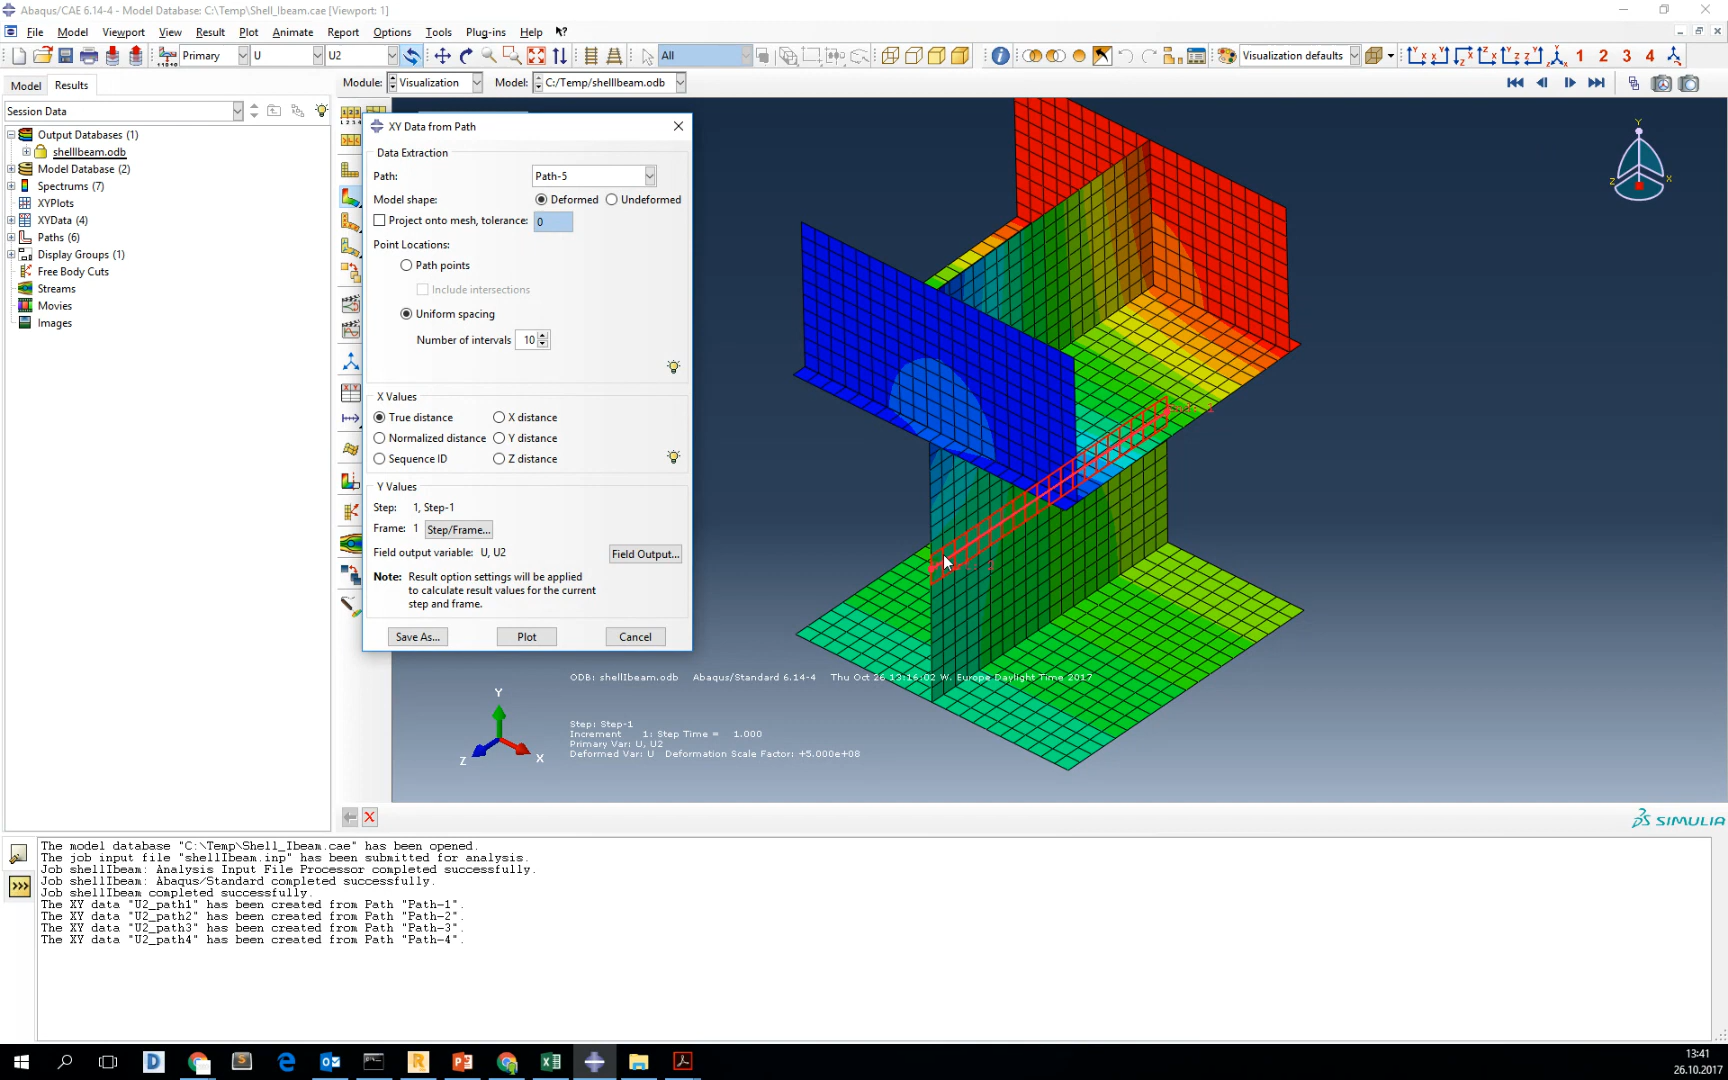 Abaqus/CAE 6.14-4 - Model Database: C:\Temp\Shell_Ibeam.cae [Viewport: 1]
File Model Viewport View Result Plot Animate Report Options Tools Plug-ins Help
Primary U U2 All Visualization defaults 1 2 3 4
Model Results Module: Visualization Model: C:/Temp/shellIbeam.odb
Session Data
Output Databases (1)
shellIbeam.odb
Model Database (2)
Spectrums (7)
XYPlots
XYData (4)
Paths (6)
Display Groups (1)
Free Body Cuts
Streams
Movies
Images
XY Data from Path
Data Extraction
Path: Path-5
Model shape: Deformed Undeformed
Project onto mesh, tolerance: 0
Point Locations:
Path points
Include intersections
Uniform spacing
Number of intervals 10
X Values
True distance X distance
Normalized distance Y distance
Sequence ID Z distance
Y Values
Step: 1, Step-1
Frame: 1 Step/Frame...
Field output variable: U, U2 Field Output...
Note: Result option settings will be applied
to calculate result values for the current
step and frame.
Save As... Plot Cancel
Y
Z X
Y
Z X
ODB: shellIbeam.odb Abaqus/Standard 6.14-4 Thu Oct 26 13:16:02 W. Europe Daylight Time 2017
Step: Step-1
Increment 1: Step Time = 1.000
Primary Var: U, U2
Deformed Var: U Deformation Scale Factor: +5.000e+08
SIMULIA
The model database "C:\Temp\Shell_Ibeam.cae" has been opened.
The job input file "shellIbeam.inp" has been submitted for analysis.
Job shellIbeam: Analysis Input File Processor completed successfully.
Job shellIbeam: Abaqus/Standard completed successfully.
Job shellIbeam completed successfully.
The XY data "U2_path1" has been created from Path "Path-1".
The XY data "U2_path2" has been created from Path "Path-2".
The XY data "U2_path3" has been created from Path "Path-3".
The XY data "U2_path4" has been created from Path "Path-4".
13:41
26.10.2017